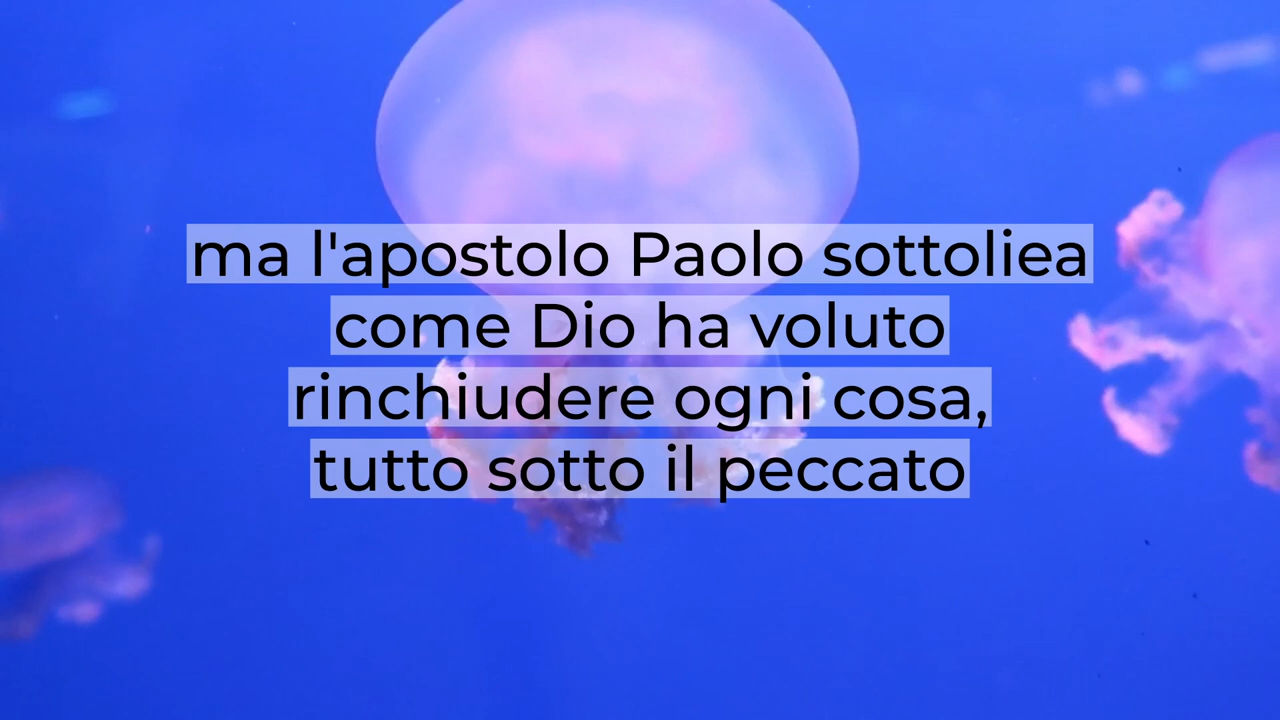 ma l'apostolo Paolo sottoliea
come Dio ha voluto
rinchiudere ogni cosa,
tutto sotto il peccato